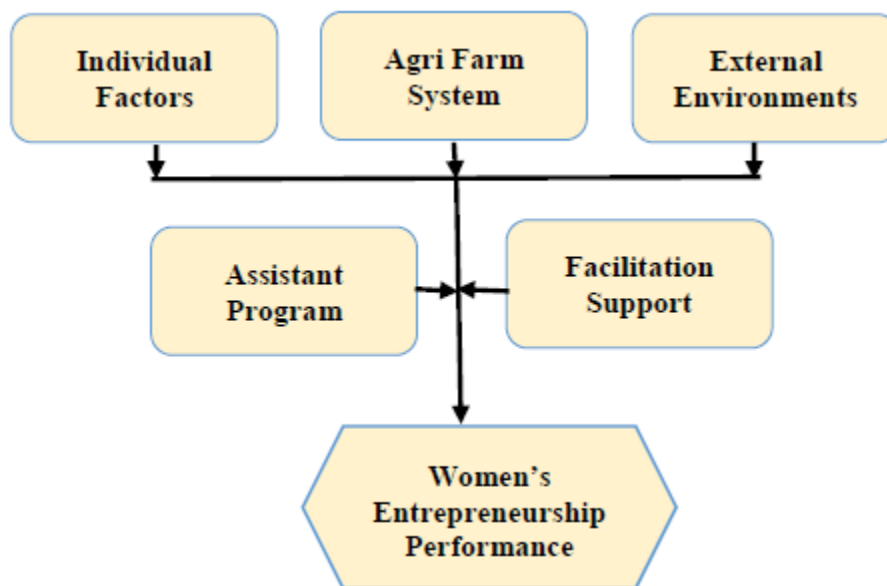 Individual
Factors
Agri Farm
System
External
Environments
Assistant
Program
Facilitation
Support
Women's
Entrepreneurship
Performance